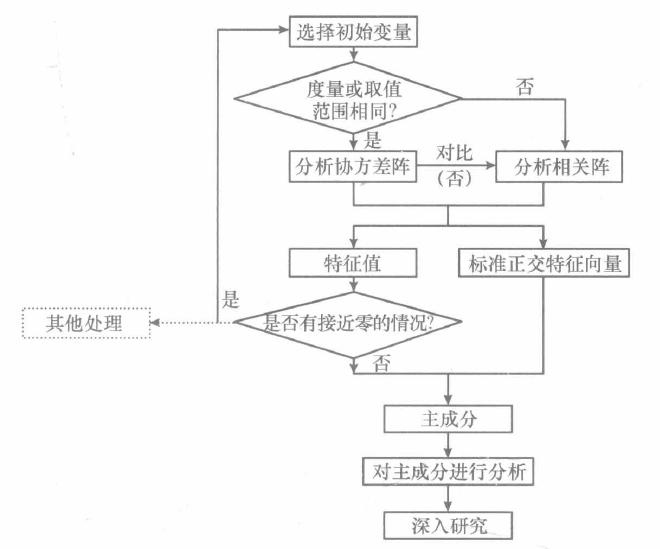 选择初始变量
度量或取值
范围相同?
否
是
分析协方差阵
对比
(否)
分析相关阵
特征值
标准正交特征向量
是
其他处理
是否有接近零的情况?
否
主成分
对主成分进行分析
深入研究